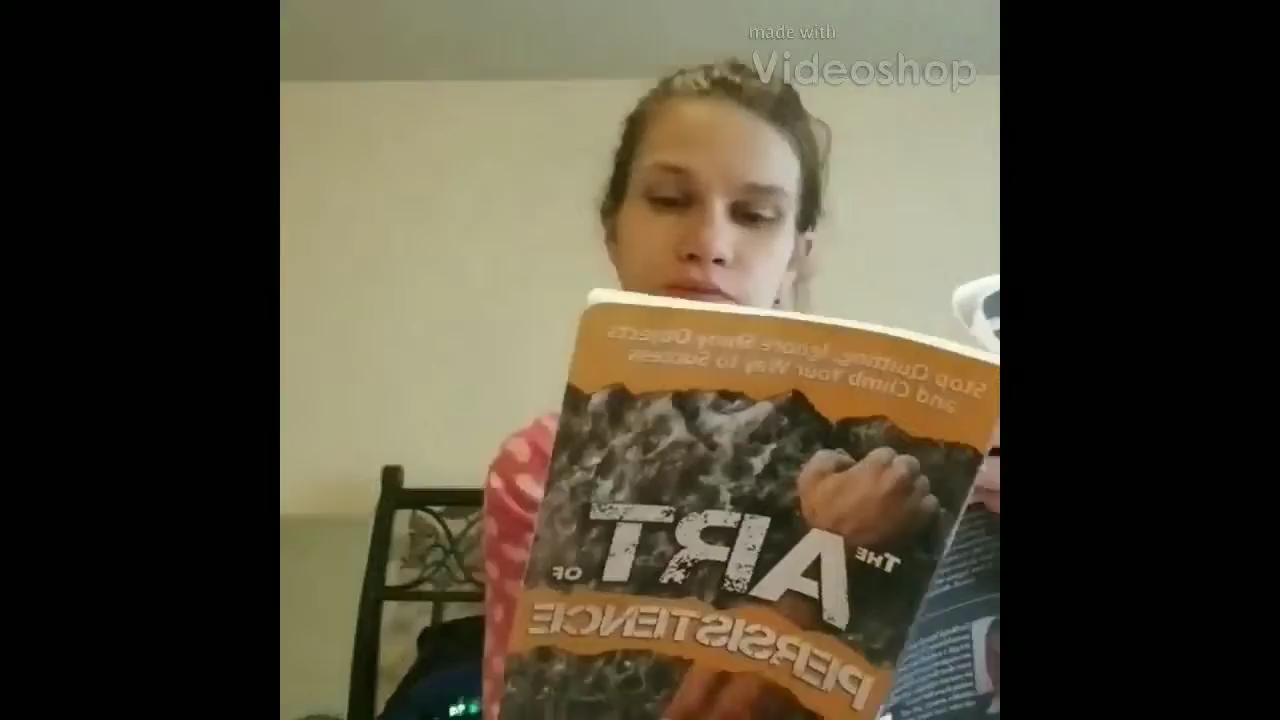 made with
Videoshop
Stop Quitting, Ignore Shiny Objects
and Climb Your Way to Success
THE ART OF
PERSISTENCE